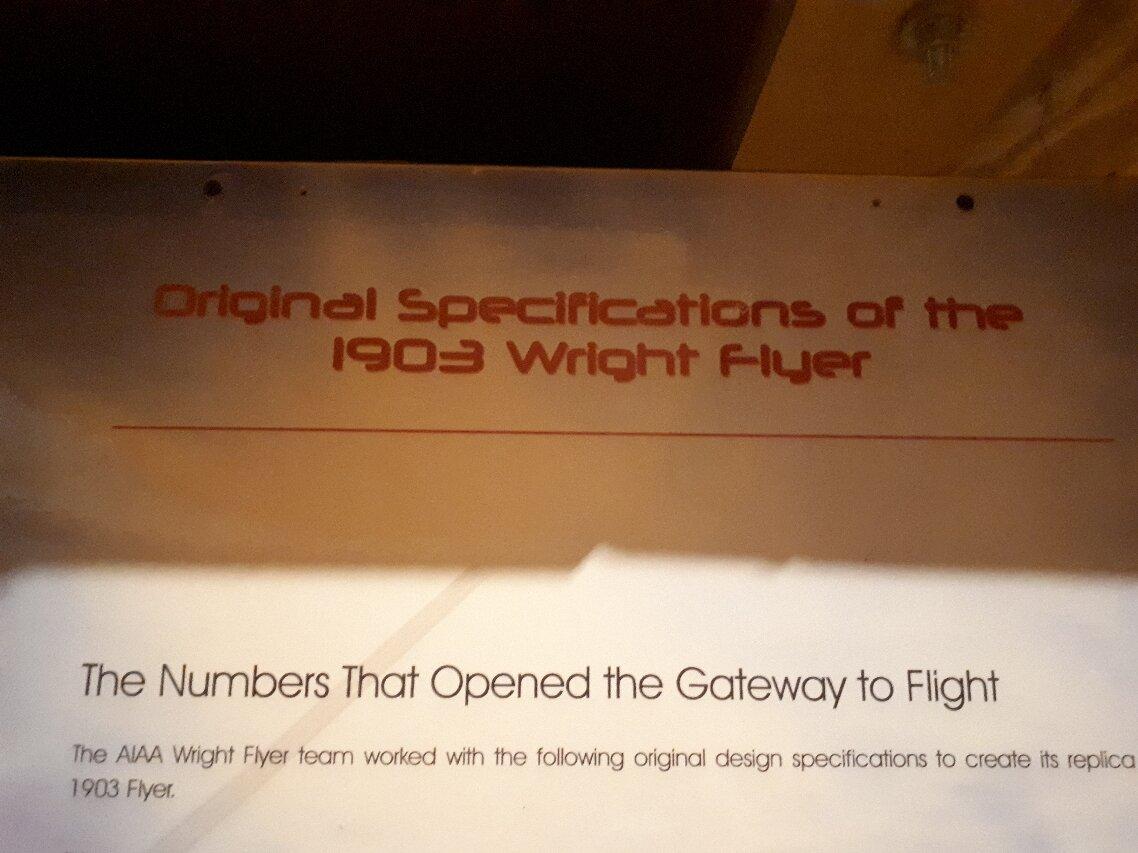 Original Specifications of the
1903 Wright Flyer
The Numbers That Opened the Gateway to Flight
The AIAA Wright Flyer team worked with the following original design specifications to create its replica
1903 Flyer.